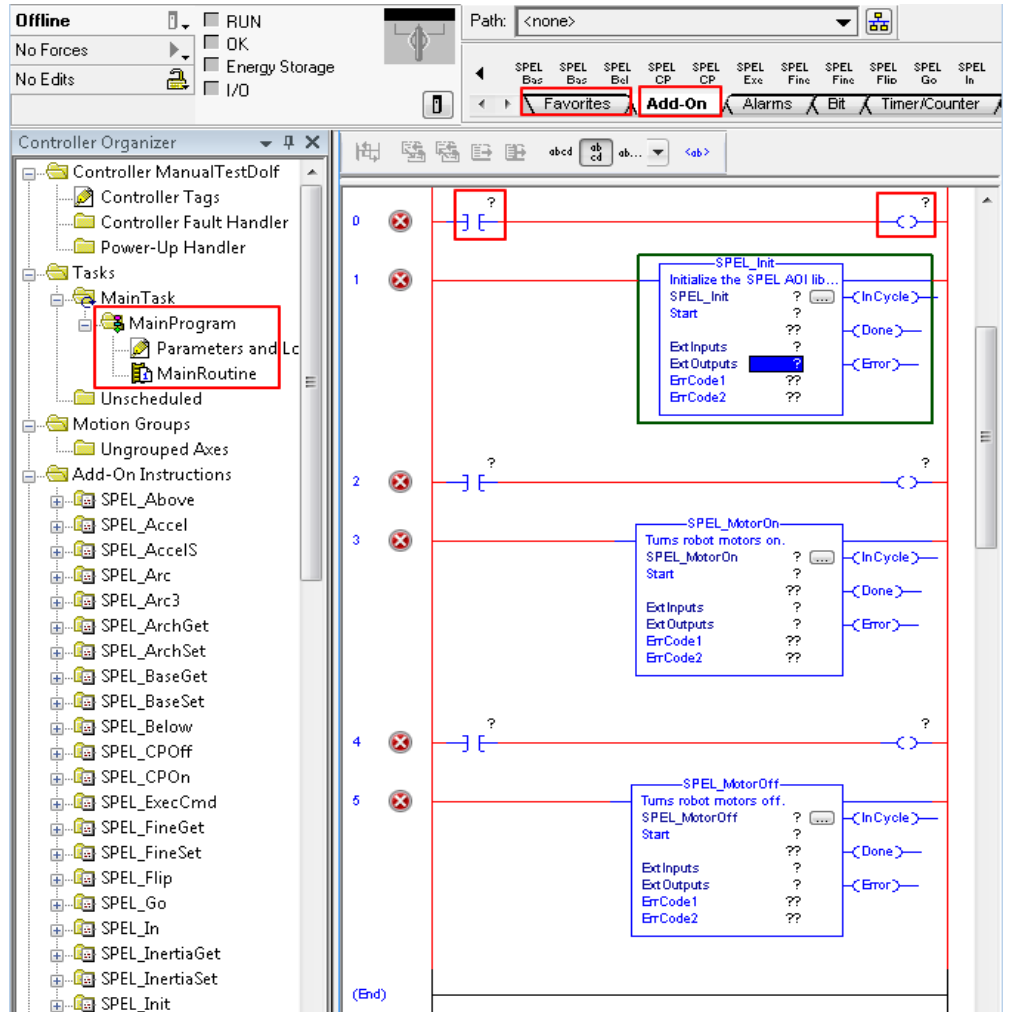 Offline
RUN
No Forces
OK
No Edits
Energy Storage
I/O
Path: <none>
SPEL Bas SPEL Bas SPEL Bel SPEL CP SPEL CP SPEL Exe SPEL Fine SPEL Fine SPEL Flip SPEL Go SPEL In
Favorites Add-On Alarms Bit Timer/Counter
Controller Organizer
Controller ManualTestDolf
Controller Tags
Controller Fault Handler
Power-Up Handler
Tasks
MainTask
MainProgram
Parameters and Lc
MainRoutine
Unscheduled
Motion Groups
Ungrouped Axes
Add-On Instructions
SPEL_Above
SPEL_Accel
SPEL_AccelS
SPEL_Arc
SPEL_Arc3
SPEL_ArchGet
SPEL_ArchSet
SPEL_BaseGet
SPEL_BaseSet
SPEL_Below
SPEL_CPOff
SPEL_CPOn
SPEL_ExecCmd
SPEL_FineGet
SPEL_FineSet
SPEL_Flip
SPEL_Go
SPEL_In
SPEL_InertiaGet
SPEL_InertiaSet
SPEL_Init
abcd ab cd ab... <ab>
? ?
0
1
SPEL_Init
Initialize the SPEL AOI lib...
SPEL_Init ? ... InCycle
Start ?
?? Done
ExtInputs ?
ExtOutputs ? Error
ErrCode1 ??
ErrCode2 ??
? ?
2
3
SPEL_MotorOn
Turns robot motors on.
SPEL_MotorOn ? ... InCycle
Start ?
?? Done
ExtInputs ?
ExtOutputs ? Error
ErrCode1 ??
ErrCode2 ??
? ?
4
5
SPEL_MotorOff
Turns robot motors off.
SPEL_MotorOff ? ... InCycle
Start ?
?? Done
ExtInputs ?
ExtOutputs ? Error
ErrCode1 ??
ErrCode2 ??
(End)